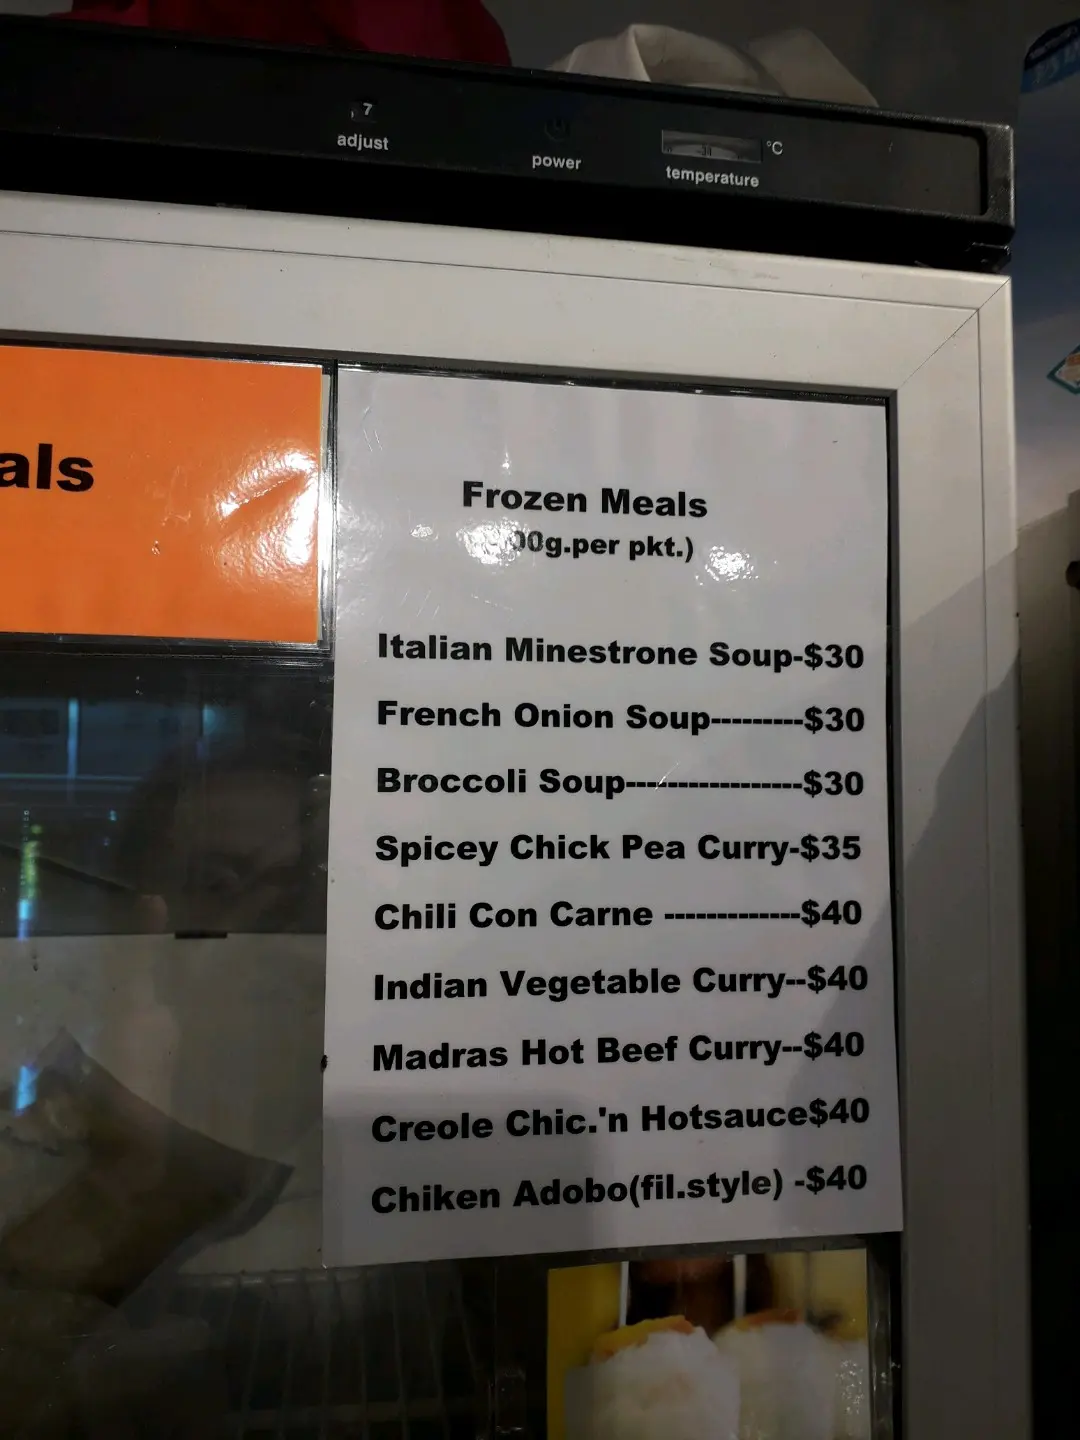 7
adjust
power
°C
temperature
als
Frozen Meals
00g.per pkt.)
Italian Minestrone Soup-$30
French Onion Soup---------$30
Broccoli Soup-----------------$30
Spicey Chick Pea Curry-$35
Chili Con Carne -------------$40
Indian Vegetable Curry--$40
Madras Hot Beef Curry--$40
Creole Chic.'n Hotsauce$40
Chiken Adobo(fil.style) -$40